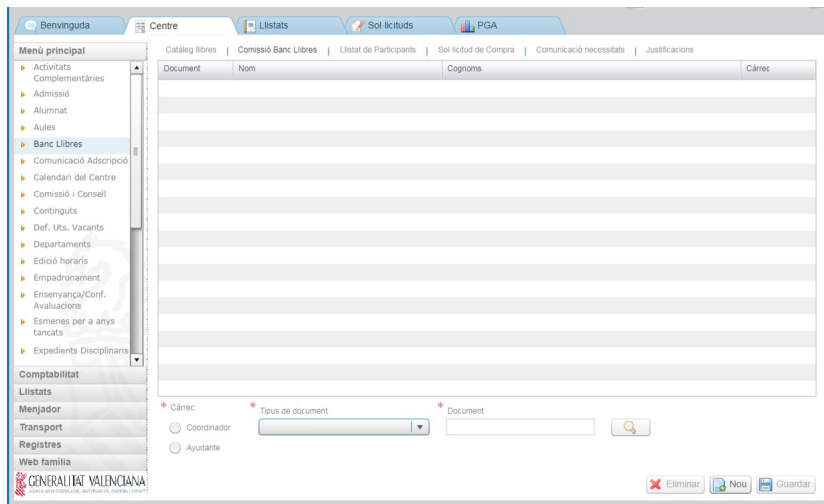 Benvinguda
Centre
Llistats
Sol·licituds
PGA
Menú principal
Catàleg llibres | Comissió Banc Llibres | Llistat de Participants | Sol·licitud de Compra | Comunicació necessitats | Justificacions
Document Nom Cognoms Càrrec
Activitats
Complementàries
Admissió
Alumnat
Aules
Banc Llibres
Comunicació Adscripció
Calendari del Centre
Comissió i Consell
Continguts
Def. Uts. Vacants
Departaments
Edició horaris
Empadronament
Ensenyança/Conf.
Avaluacions
Esmenes per a anys
tancats
Expedients Disciplinaris
Comptabilitat
Llistats
Menjador
Transport
Registres
Web família
* Càrrec: * Tipus de document * Document
Coordinador
Ayudante
GENERALITAT VALENCIANA
Eliminar Nou Guardar